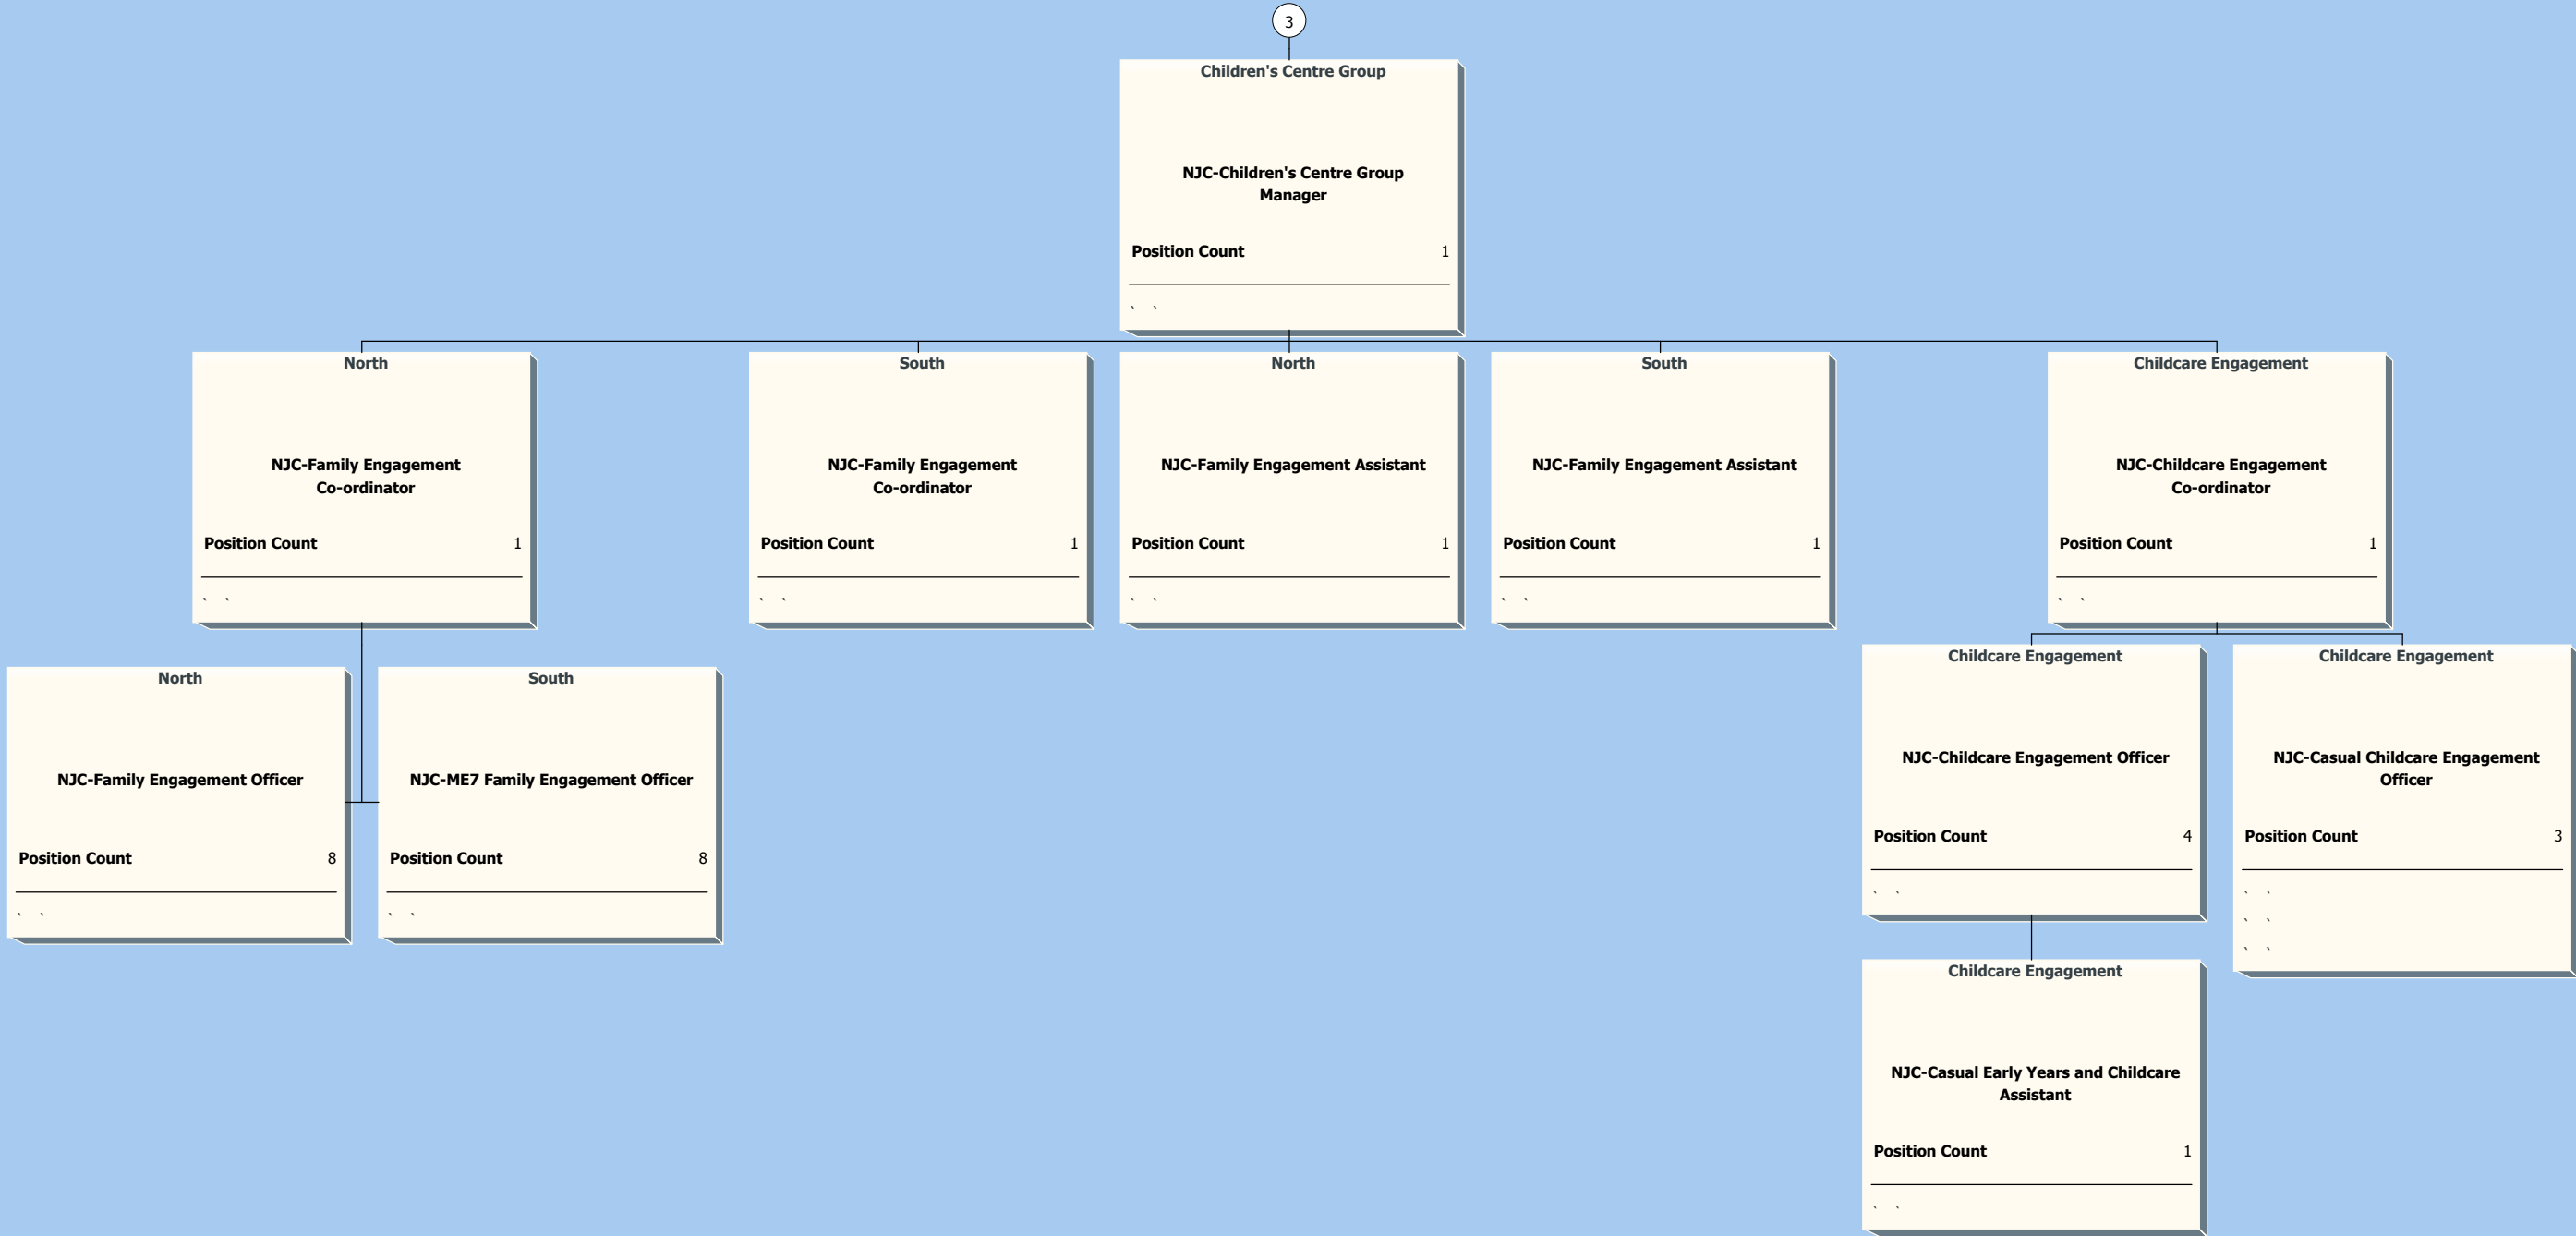 3
Children's Centre Group
NJC-Children's Centre Group
Manager
Position Count 1
` `
North
NJC-Family Engagement
Co-ordinator
Position Count 1
` `
South
NJC-Family Engagement
Co-ordinator
Position Count 1
` `
North
NJC-Family Engagement Assistant
Position Count 1
` `
South
NJC-Family Engagement Assistant
Position Count 1
` `
Childcare Engagement
NJC-Childcare Engagement
Co-ordinator
Position Count 1
` `
North
NJC-Family Engagement Officer
Position Count 8
` `
South
NJC-ME7 Family Engagement Officer
Position Count 8
` `
Childcare Engagement
NJC-Childcare Engagement Officer
Position Count 4
` `
Childcare Engagement
NJC-Casual Childcare Engagement
Officer
Position Count 3
` `
` `
` `
Childcare Engagement
NJC-Casual Early Years and Childcare
Assistant
Position Count 1
` `